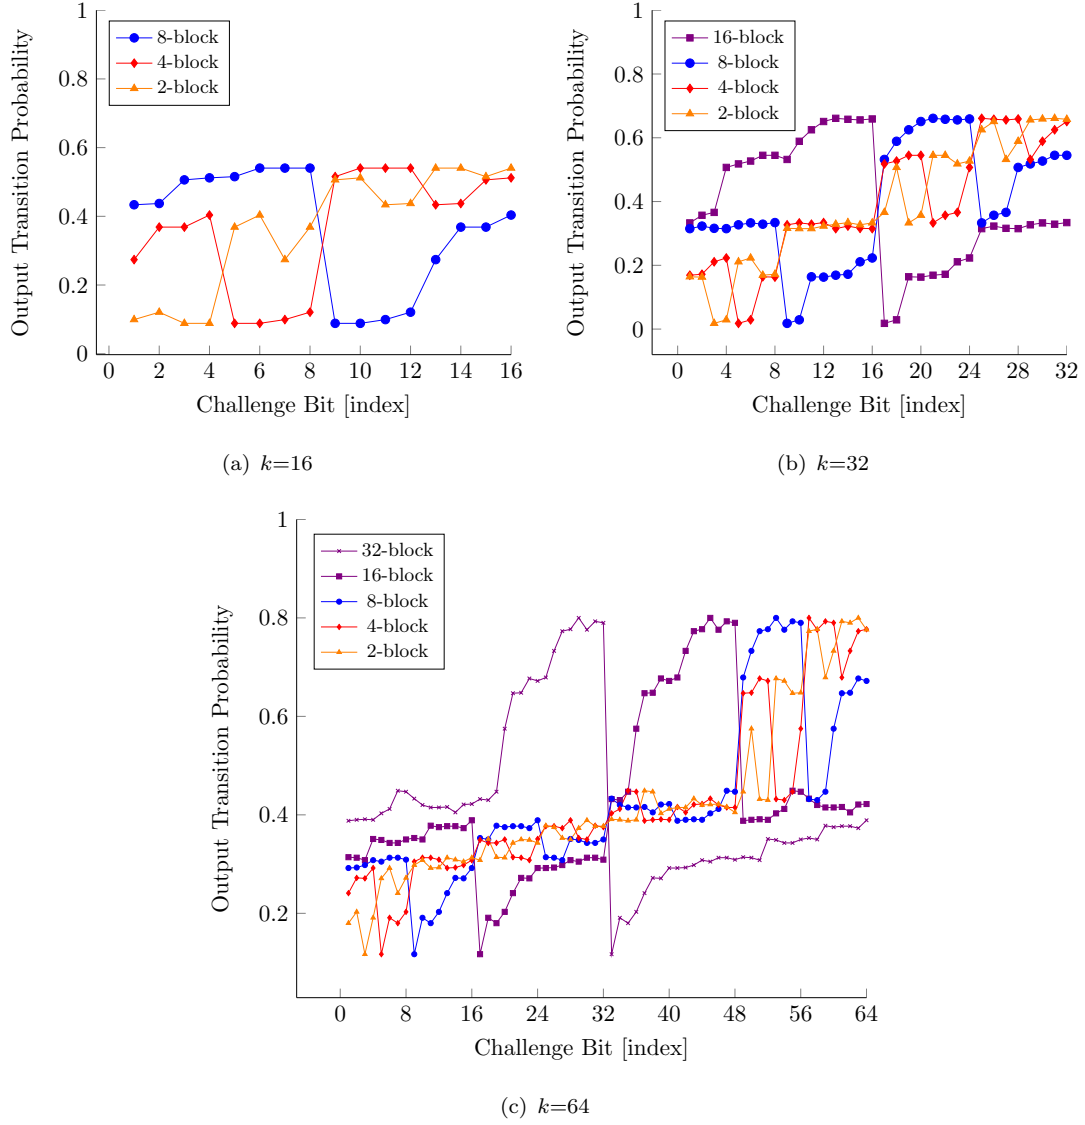 1
0.8
0.6
0.4
0.2
0
Output Transition Probability
8-block
4-block
2-block
0 2 4 6 8 10 12 14 16
Challenge Bit [index]
(a) k=16
1
0.8
0.6
0.4
0.2
0
Output Transition Probability
16-block
8-block
4-block
2-block
0 4 8 12 16 20 24 28 32
Challenge Bit [index]
(b) k=32
1
0.8
0.6
0.4
0.2
Output Transition Probability
32-block
16-block
8-block
4-block
2-block
0 8 16 24 32 40 48 56 64
Challenge Bit [index]
(c) k=64